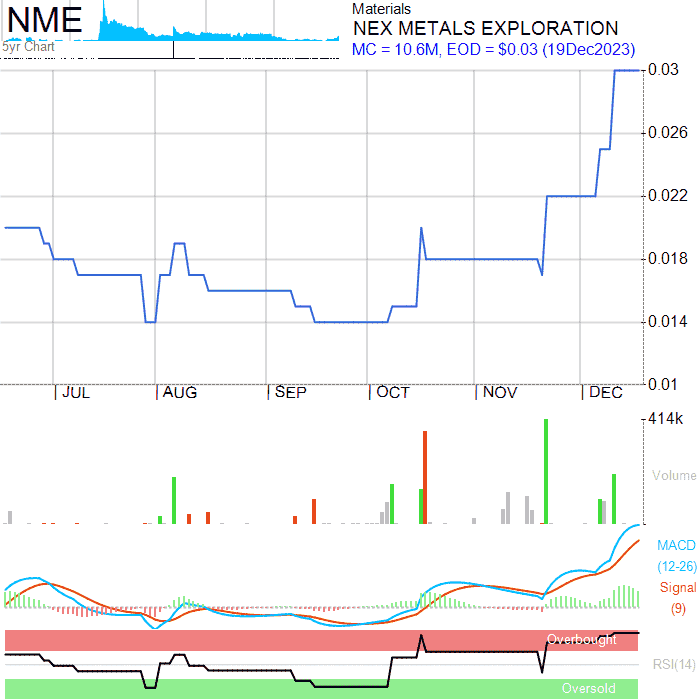 NME
5yr Chart
Materials
NEX METALS EXPLORATION
MC = 10.6M, EOD = $0.03 (19Dec2023)
0.03
0.026
0.022
0.018
0.014
0.01
JUL AUG SEP OCT NOV DEC
414k
Volume
MACD
(12-26)
Signal
(9)
Overbought
RSI(14)
Oversold